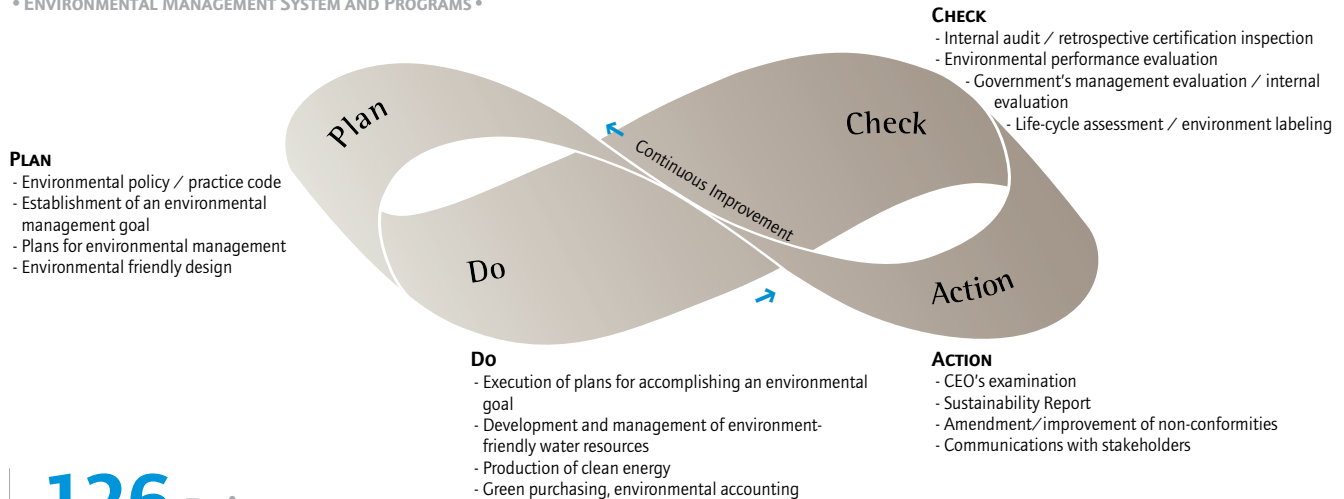 • ENVIRONMENTAL MANAGEMENT SYSTEM AND PROGRAMS •
CHECK
- Internal audit / retrospective certification inspection
- Environmental performance evaluation
- Government's management evaluation / internal
evaluation
- Life-cycle assessment / environment labeling
Plan
Check
Continuous Improvement
PLAN
- Environmental policy / practice code
- Establishment of an environmental
management goal
- Plans for environmental management
- Environmental friendly design
Do
Action
DO
- Execution of plans for accomplishing an environmental
goal
- Development and management of environment-
friendly water resources
- Production of clean energy
- Green purchasing, environmental accounting
ACTION
- CEO's examination
- Sustainability Report
- Amendment/improvement of non-conformities
- Communications with stakeholders
126